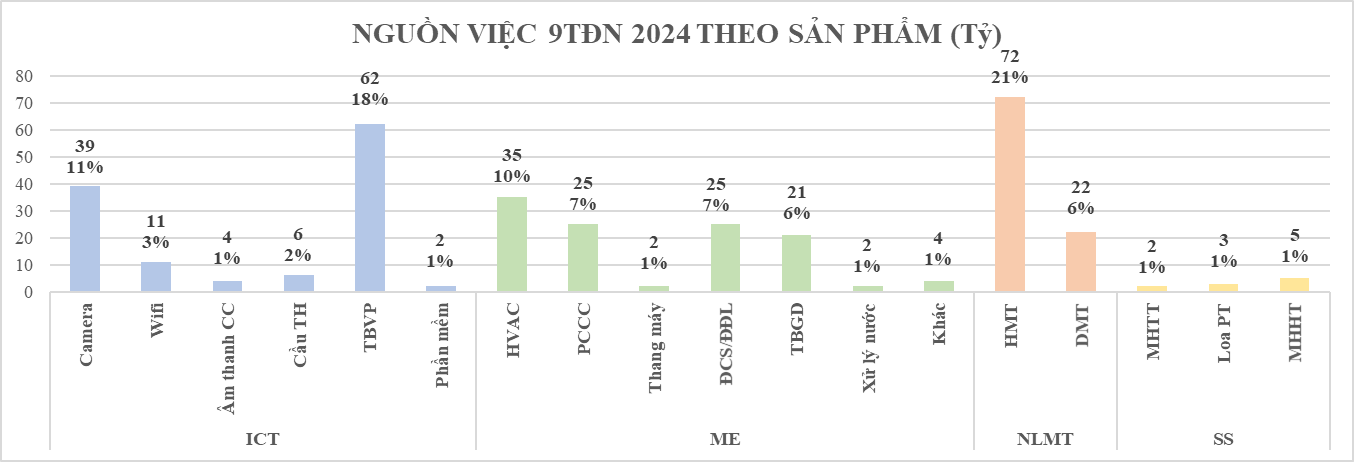 NGUỒN VIỆC 9TĐN 2024 THEO SẢN PHẨM (Tỷ)
80
70
60
50
40
30
20
10
0
39
11%
11
3%
4
1%
6
2%
62
18%
2
1%
35
10%
25
7%
2
1%
25
7%
21
6%
2
1%
4
1%
72
21%
22
6%
2
1%
3
1%
5
1%
Camera
Wifi
Âm thanh CC
Cầu TH
TBVP
Phần mềm
HVAC
PCCC
Thang máy
ĐCS/ĐĐL
TBGD
Xử lý nước
Khác
HMT
DMT
MHTT
Loa PT
MHHT
ICT
ME
NLMT
SS